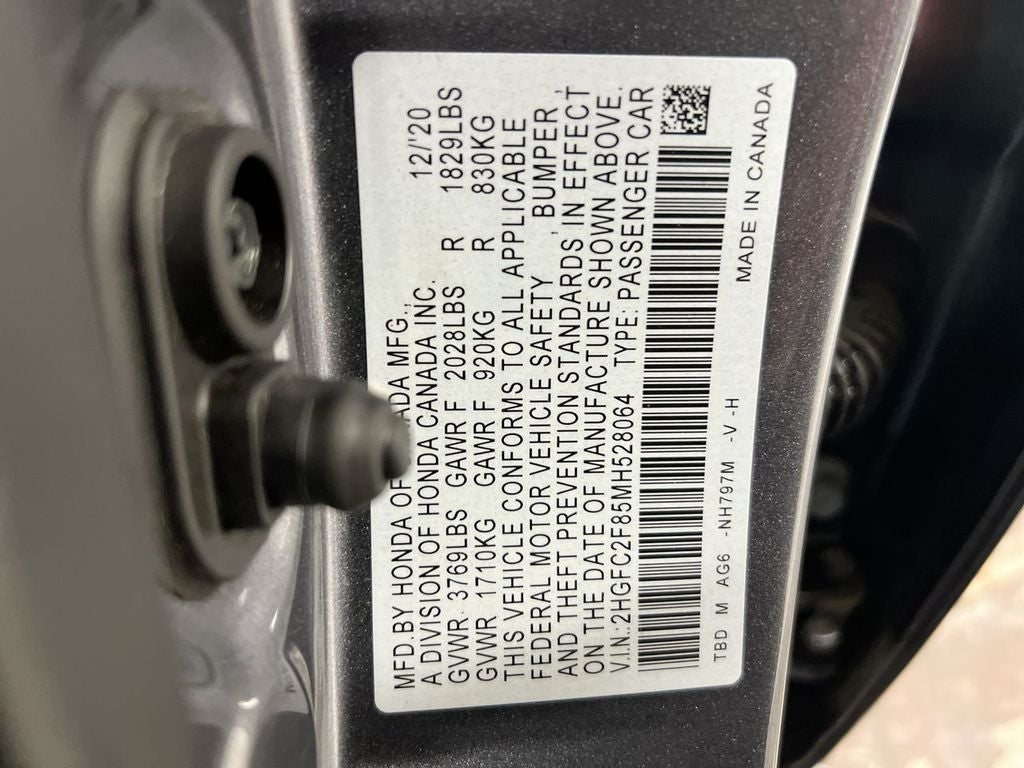 MFD. BY HONDA OF CANADA MFG., 12/'20
A DIVISION OF HONDA CANADA INC.
GVWR 3769LBS GAWR F 2028LBS R 1829LBS
GVWR 1710KG GAWR F 920KG R 830KG
THIS VEHICLE CONFORMS TO ALL APPLICABLE
FEDERAL MOTOR VEHICLE SAFETY, BUMPER,
AND THEFT PREVENTION STANDARDS IN EFFECT
ON THE DATE OF MANUFACTURE SHOWN ABOVE.
V.I.N.:2HGFC2F85MH528064 TYPE: PASSENGER CAR
TBD M AG6 -NH797M -V -H
MADE IN CANADA